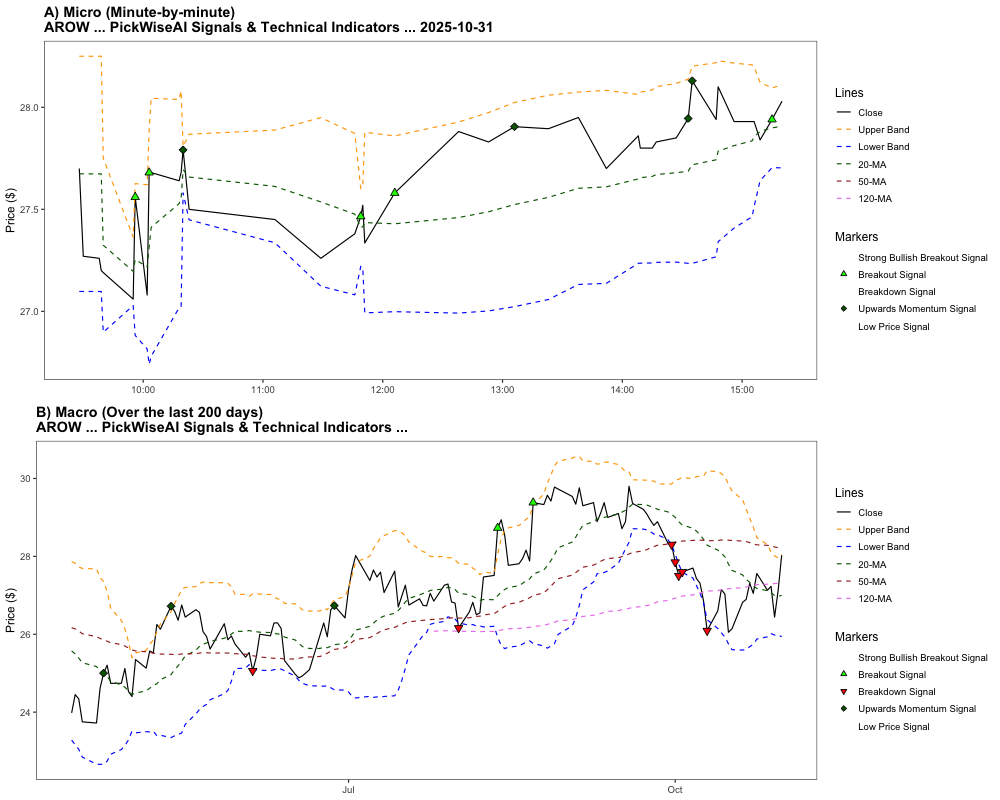 A) Micro (Minute-by-minute)
AROW ... PickWiseAI Signals & Technical Indicators ... 2025-10-31
Price ($)
28.0
27.5
27.0
10:00
11:00
12:00
13:00
14:00
15:00
Lines
Close
Upper Band
Lower Band
20-MA
50-MA
120-MA
Markers
Strong Bullish Breakout Signal
Breakout Signal
Breakdown Signal
Upwards Momentum Signal
Low Price Signal
B) Macro (Over the last 200 days)
AROW ... PickWiseAI Signals & Technical Indicators ...
Price ($)
30
28
26
24
Jul
Oct
Lines
Close
Upper Band
Lower Band
20-MA
50-MA
120-MA
Markers
Strong Bullish Breakout Signal
Breakout Signal
Breakdown Signal
Upwards Momentum Signal
Low Price Signal